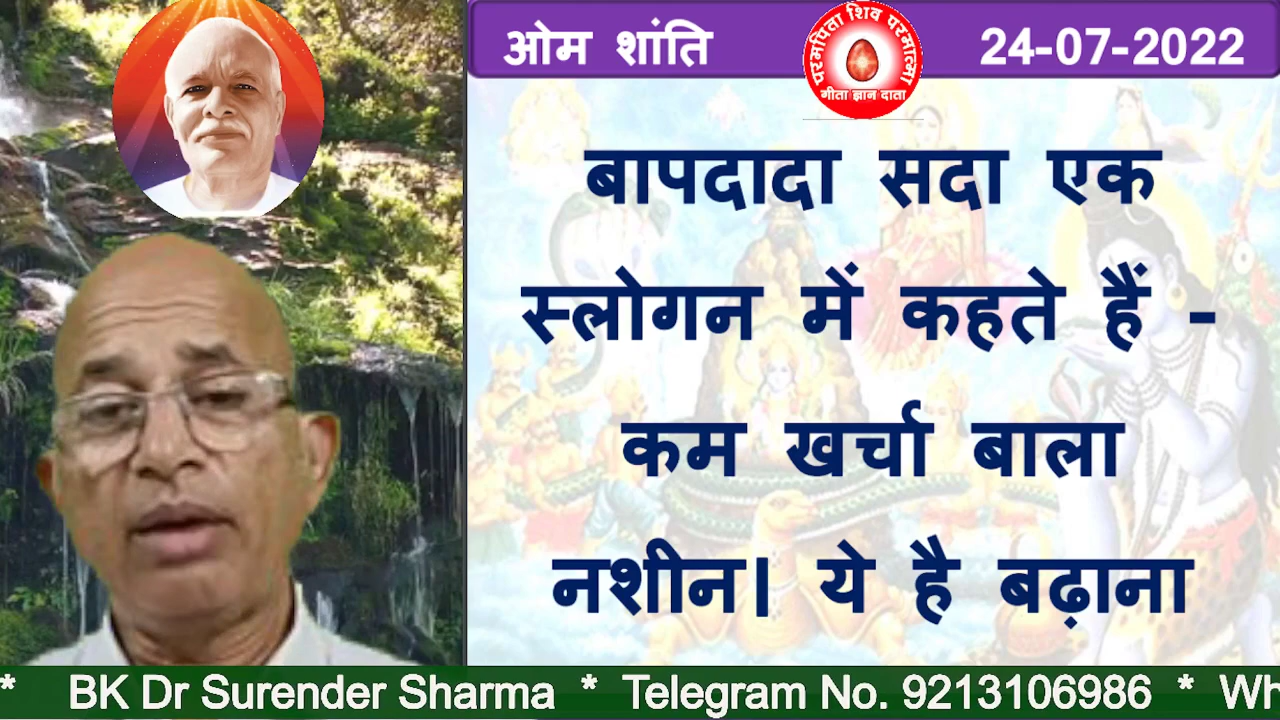 ओम शांति
परमपिता शिव परमात्मा
गीता ज्ञान दाता
24-07-2022
बापदादा सदा एक
स्लोगन में कहते हैं -
कम खर्चा बाला
नशीन। ये है बढ़ाना
* BK Dr Surender Sharma * Telegram No. 9213106986 * Wh